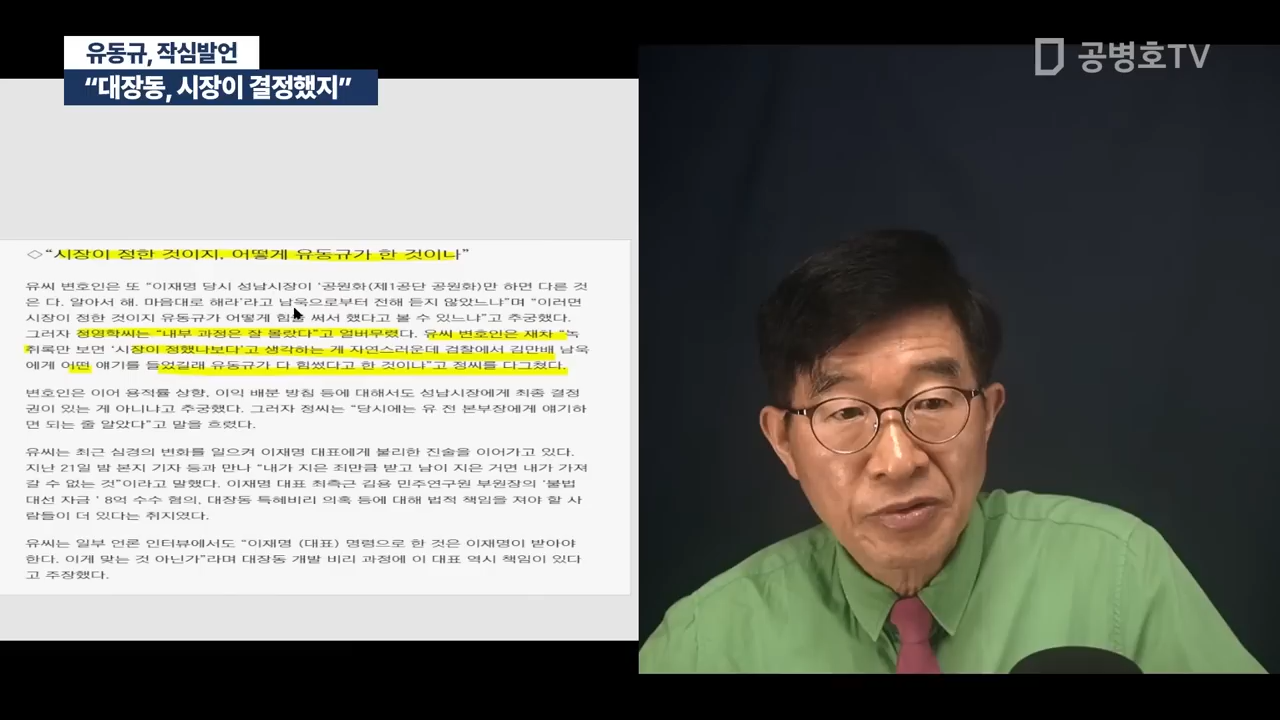 유동규, 작심발언
“대장동, 시장이 결정했지”
공병호TV
◇“시장이 정한 것이지, 어떻게 유동규가 한 것이냐”
유씨 변호인은 또 “이재명 당시 성남시장이 ‘공원화(제1공단 공원화)만 하면 다른 것
은 다. 알아서 해. 마음대로 해라’라고 남욱으로부터 전해 듣지 않았느냐”며 “이러면
시장이 정한 것이지 유동규가 어떻게 힘을 써서 했다고 볼 수 있느냐”고 추궁했다.
그러자 정영학씨는 “내부 과정은 잘 몰랐다”고 얼버무렸다. 유씨 변호인은 재차 “녹
취록만 보면 ‘시장이 정했나보다’고 생각하는 게 자연스러운데 검찰에서 김만배 남욱
에게 어떤 얘기를 들었길래 유동규가 다 힘썼다고 한 것이냐”고 정씨를 다그쳤다.
변호인은 이어 용적률 상향, 이익 배분 방침 등에 대해서도 성남시장에게 최종 결정
권이 있는 게 아니냐고 추궁했다. 그러자 정씨는 “당시에는 유 전 본부장에게 얘기하
면 되는 줄 알았다”고 말을 흐렸다.
유씨는 최근 심경의 변화를 일으켜 이재명 대표에게 불리한 진술을 이어가고 있다.
지난 21일 밤 본지 기자 등과 만나 “내가 지은 죄만큼 받고 남이 지은 거면 내가 가져
갈 수 없는 것”이라고 말했다. 이재명 대표 최측근 김용 민주연구원 부원장의 ‘불법
대선 자금 ’ 8억 수수 혐의, 대장동 특혜비리 의혹 등에 대해 법적 책임을 져야 할 사
람들이 더 있다는 취지였다.
유씨는 일부 언론 인터뷰에서도 “이재명 (대표) 명령으로 한 것은 이재명이 받아야
한다. 이게 맞는 것 아닌가”라며 대장동 개발 비리 과정에 이 대표 역시 책임이 있다
고 주장했다.